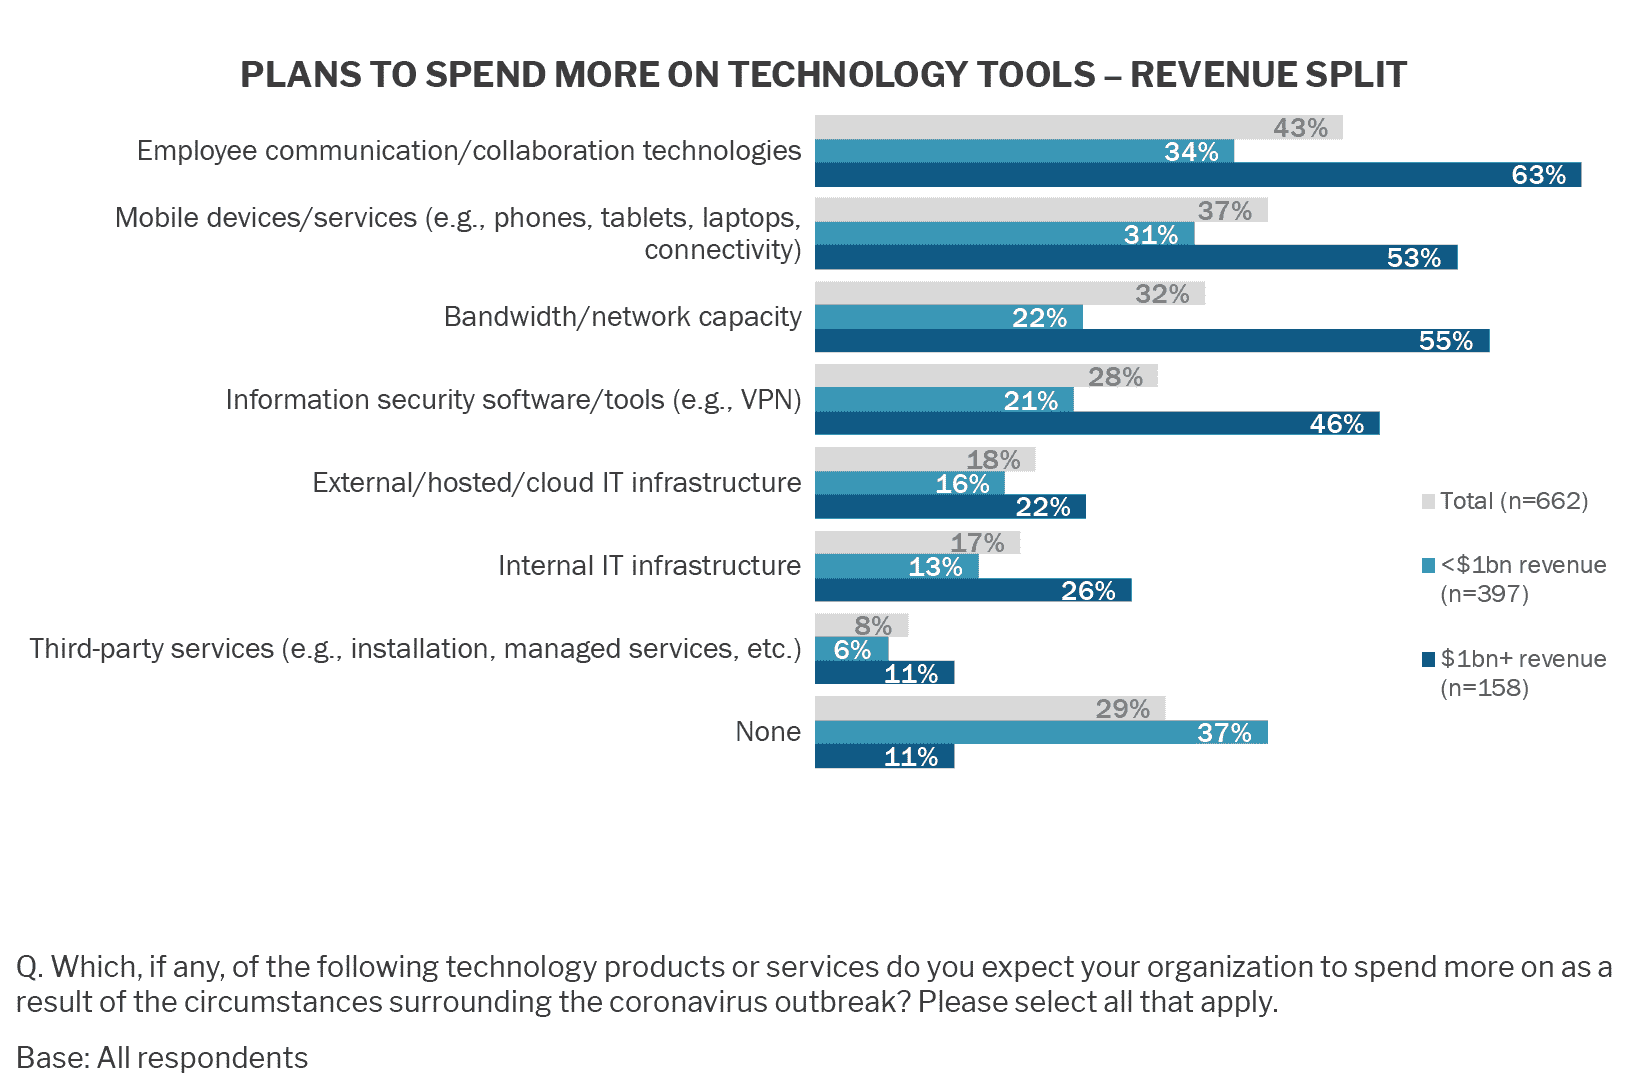 PLANS TO SPEND MORE ON TECHNOLOGY TOOLS – REVENUE SPLIT
Employee communication/collaboration technologies
43%
34%
63%
Mobile devices/services (e.g., phones, tablets, laptops,
connectivity)
37%
31%
53%
Bandwidth/network capacity
32%
22%
55%
Information security software/tools (e.g., VPN)
28%
21%
46%
External/hosted/cloud IT infrastructure
18%
16%
22%
Internal IT infrastructure
17%
13%
26%
Third-party services (e.g., installation, managed services, etc.)
8%
6%
11%
None
29%
37%
11%
Total (n=662)
<$1bn revenue
(n=397)
$1bn+ revenue
(n=158)
Q. Which, if any, of the following technology products or services do you expect your organization to spend more on as a
result of the circumstances surrounding the coronavirus outbreak? Please select all that apply.
Base: All respondents